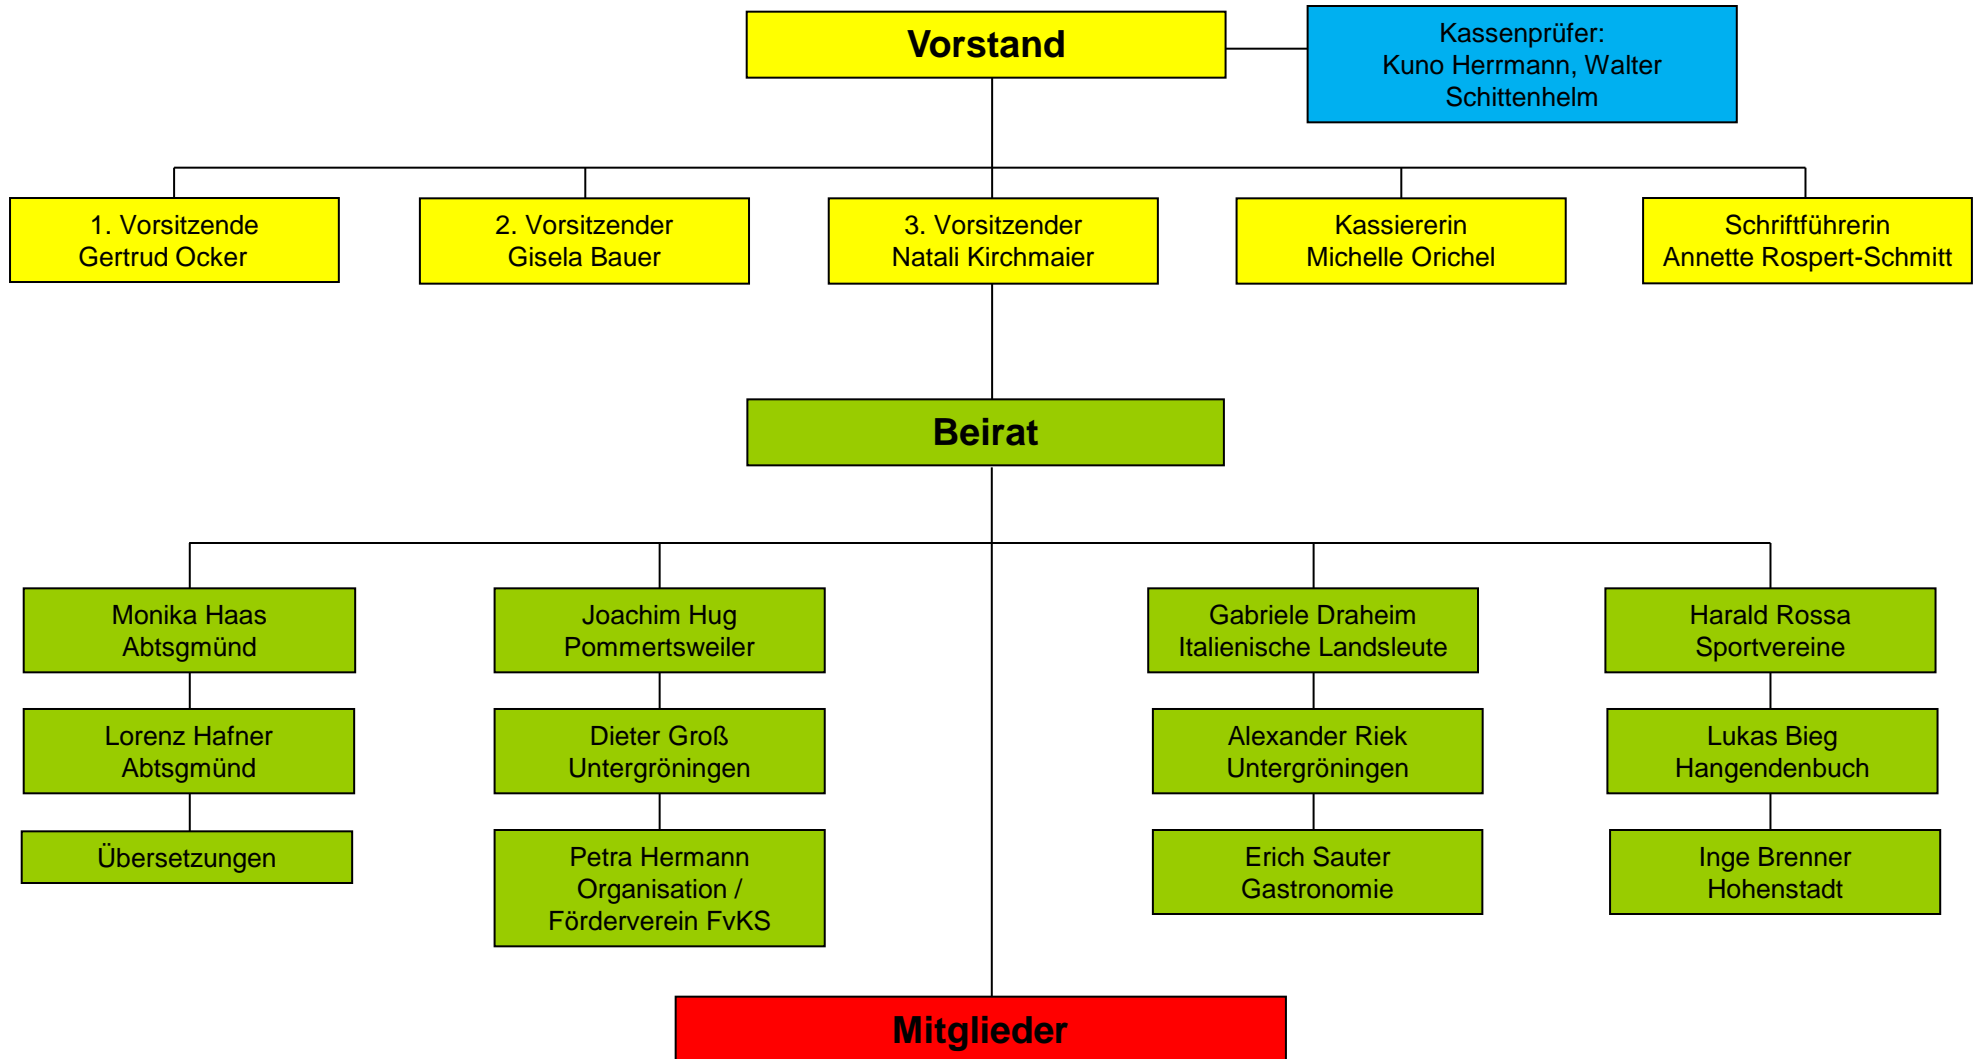 Vorstand
Kassenprüfer:
Kuno Herrmann, Walter
Schittenhelm
1. Vorsitzende
Gertrud Ocker
2. Vorsitzender
Gisela Bauer
3. Vorsitzender
Natali Kirchmaier
Kassiererin
Michelle Orichel
Schriftführerin
Annette Rospert-Schmitt
Beirat
Monika Haas
Abtsgmünd
Joachim Hug
Pommertsweiler
Gabriele Draheim
Italienische Landsleute
Harald Rossa
Sportvereine
Lorenz Hafner
Abtsgmünd
Dieter Groß
Untergröningen
Alexander Riek
Untergröningen
Lukas Bieg
Hangendenbuch
Übersetzungen
Petra Hermann
Organisation /
Förderverein FvKS
Erich Sauter
Gastronomie
Inge Brenner
Hohenstadt
Mitglieder